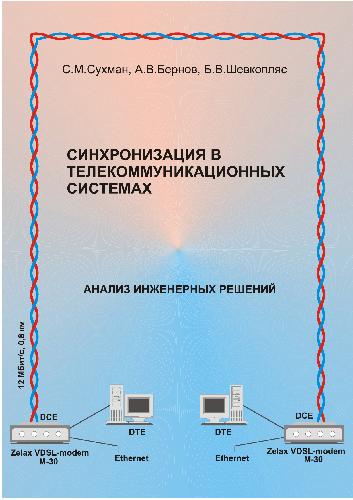 С.М.Сухман, А.В.Бернов, Б.В.Шевкопляс
СИНХРОНИЗАЦИЯ В
ТЕЛЕКОММУНИКАЦИОННЫХ
СИСТЕМАХ
АНАЛИЗ ИНЖЕНЕРНЫХ РЕШЕНИЙ
12 МБит/с, 0,8 км
DCE
DTE
Zelax VDSL-modem
M-30
Ethernet
DCE
DTE
Zelax VDSL-modem
M-30
Ethernet